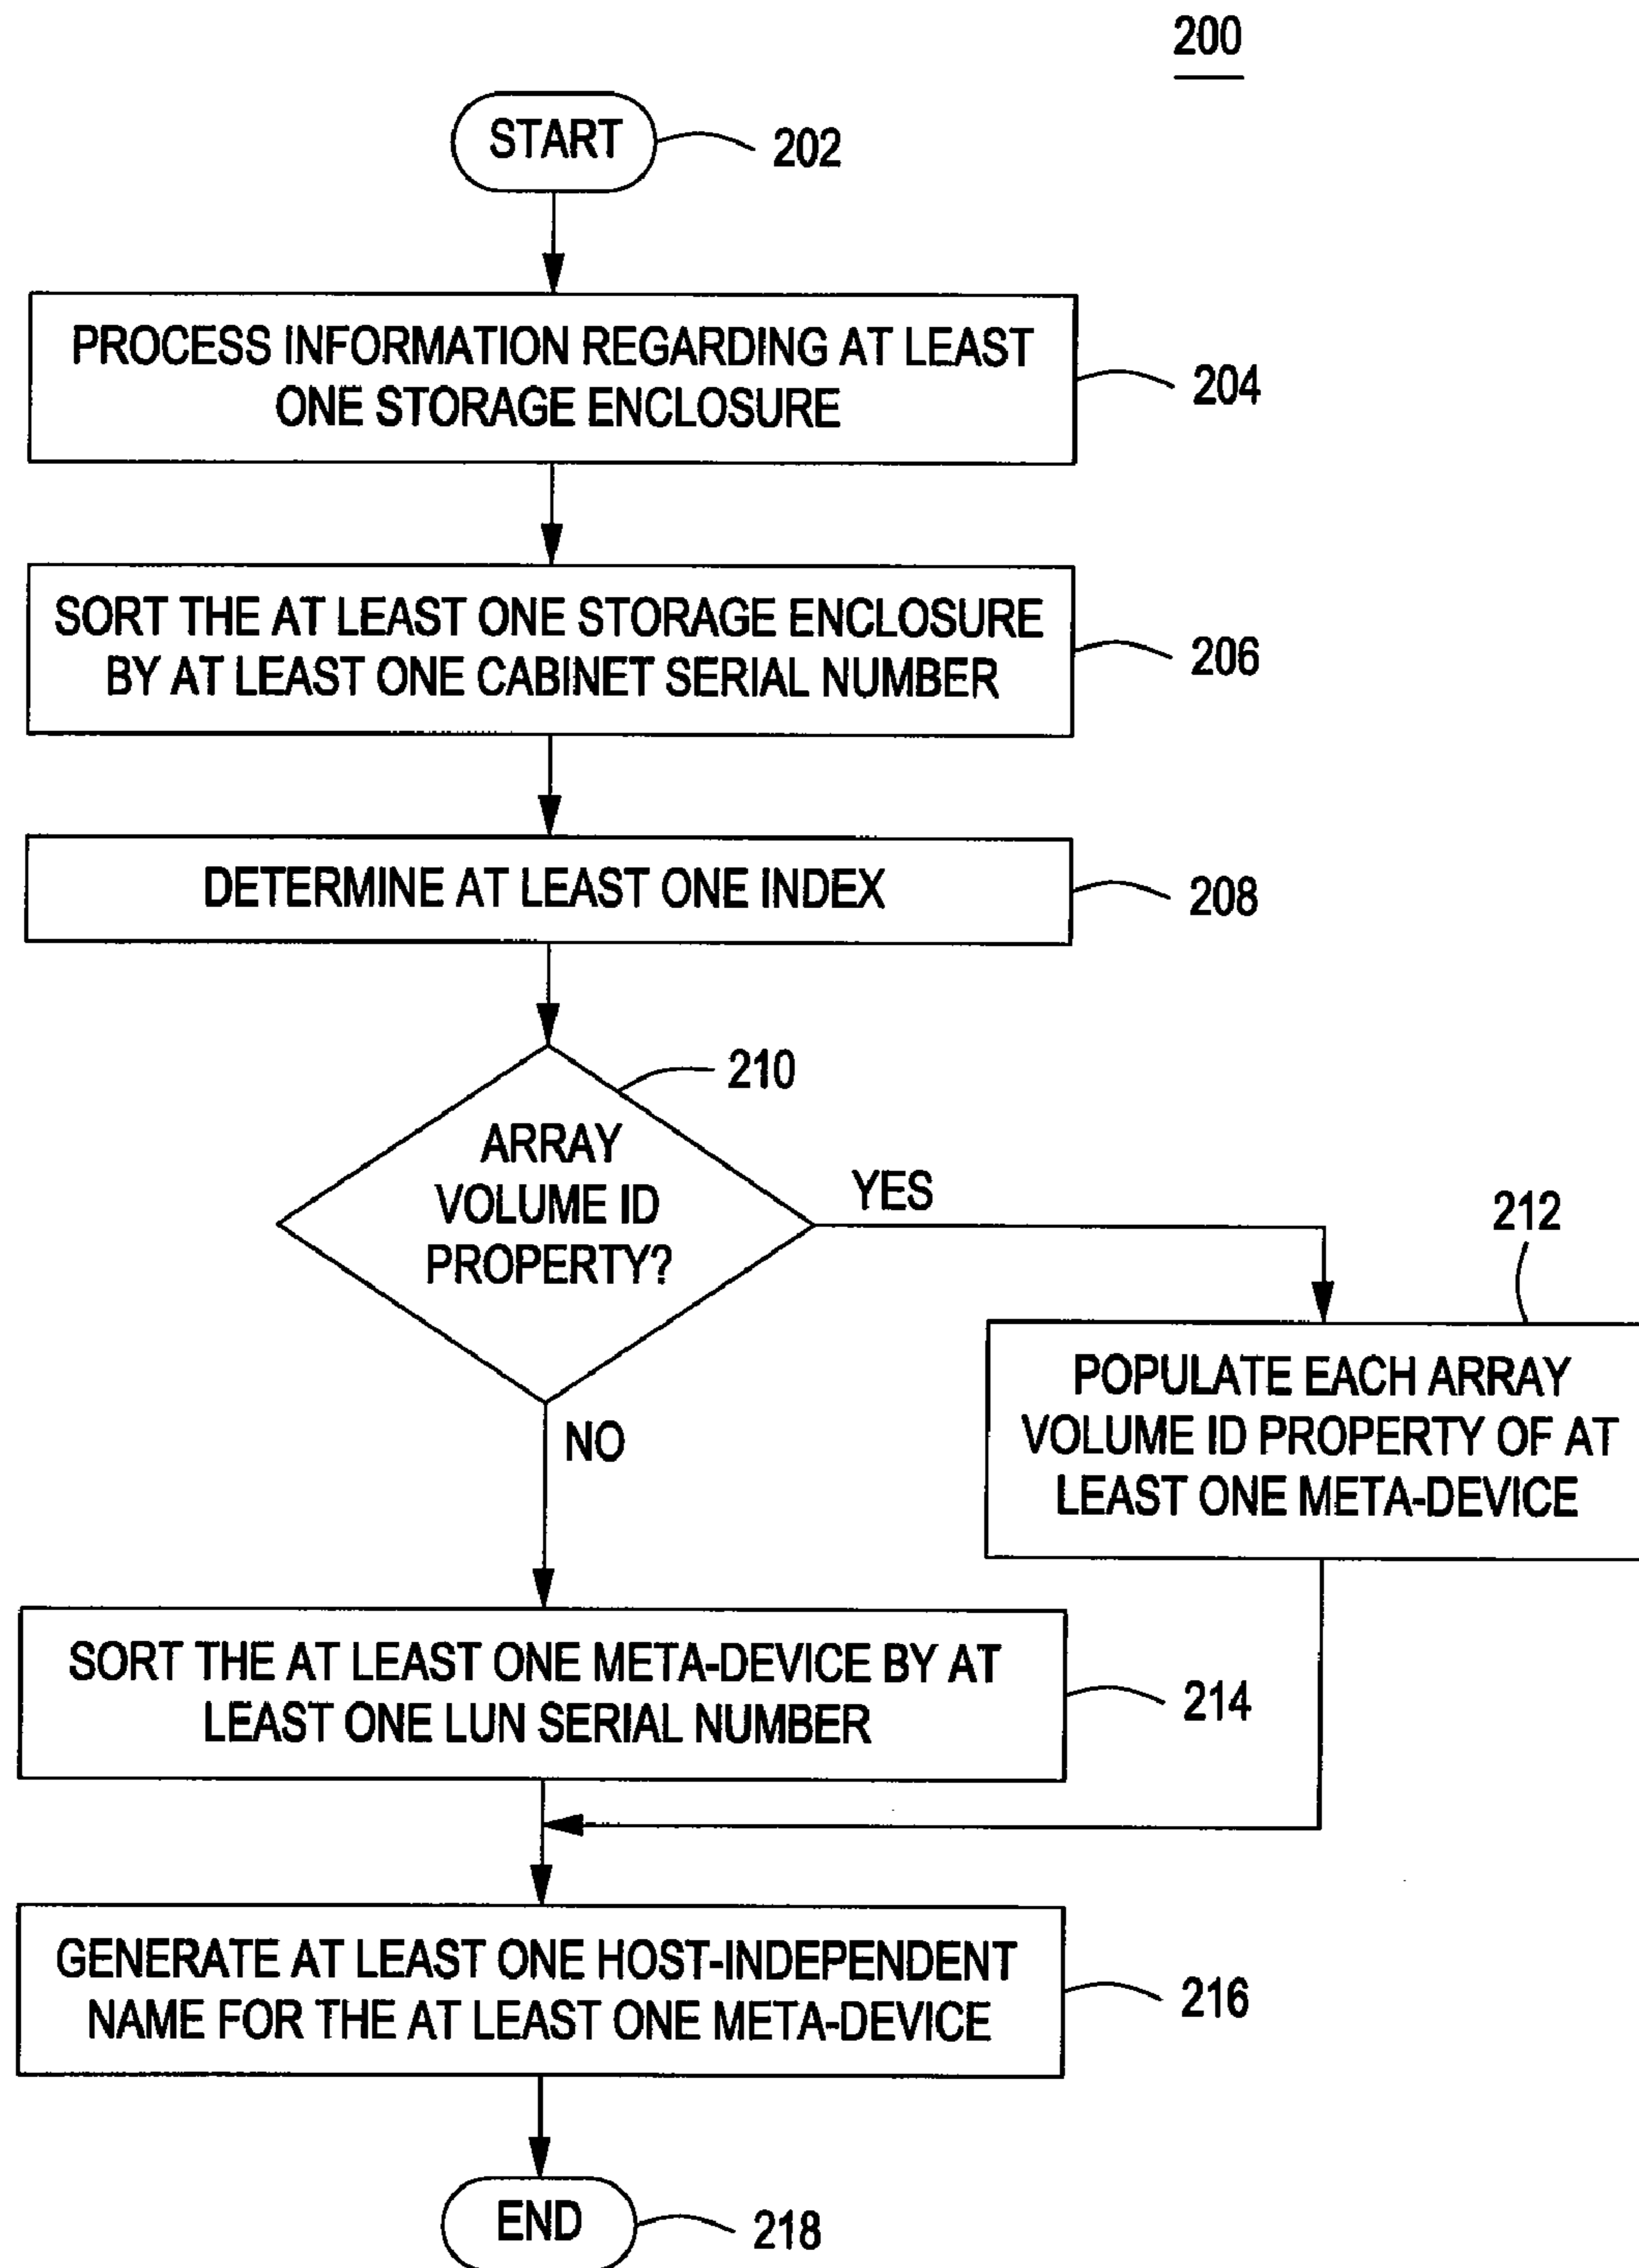 200
START
202
PROCESS INFORMATION REGARDING AT LEAST
ONE STORAGE ENCLOSURE
204
SORT THE AT LEAST ONE STORAGE ENCLOSURE
BY AT LEAST ONE CABINET SERIAL NUMBER
206
DETERMINE AT LEAST ONE INDEX
208
210
ARRAY
VOLUME ID
PROPERTY?
YES
NO
212
POPULATE EACH ARRAY
VOLUME ID PROPERTY OF AT
LEAST ONE META-DEVICE
SORT THE AT LEAST ONE META-DEVICE BY AT
LEAST ONE LUN SERIAL NUMBER
214
GENERATE AT LEAST ONE HOST-INDEPENDENT
NAME FOR THE AT LEAST ONE META-DEVICE
216
END
218